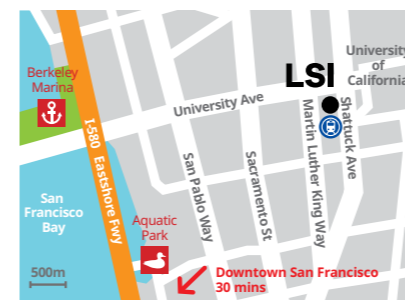 University
of
California
LSI
Berkeley
Marina
University Ave
I-580 Eastshore Fwy
San Pablo Way
Sacramento St
Martin Luther King Way
Shattuck Ave
San
Francisco
Bay
Aquatic
Park
500m
Downtown San Francisco
30 mins